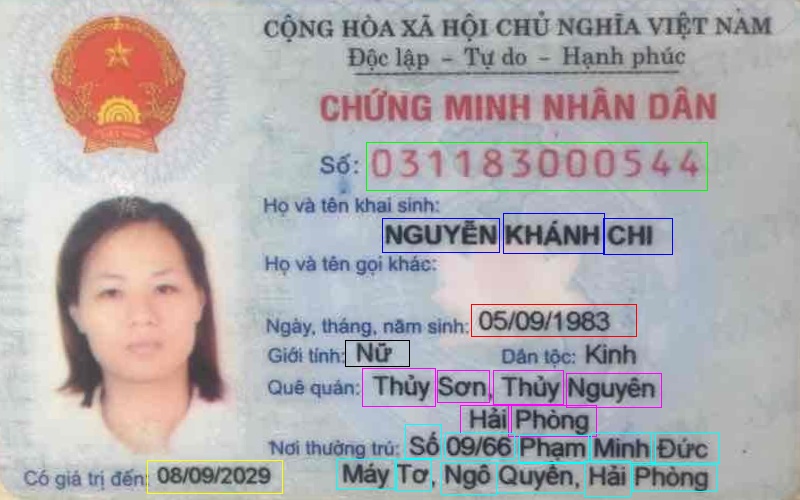 CỘNG HÒA XÃ HỘI CHỦ NGHĨA VIỆT NAM
Độc lập - Tự do - Hạnh phúc
CHỨNG MINH NHÂN DÂN
Số: 031183000544
Họ và tên khai sinh:
NGUYỄN KHÁNH CHI
Họ và tên gọi khác:
Ngày, tháng, năm sinh: 05/09/1983
Giới tính: Nữ Dân tộc: Kinh
Quê quán: Thủy Sơn, Thủy Nguyên
Hải Phòng
Nơi thường trú: Số 09/66 Phạm Minh Đức
Máy Tơ, Ngô Quyền, Hải Phòng
Có giá trị đến: 08/09/2029